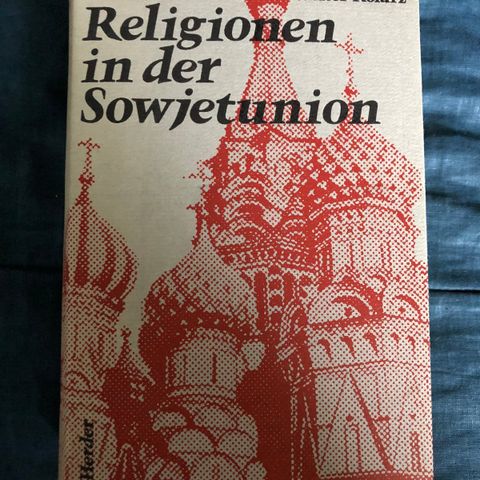 Religionen
in der
Sowjetunion
Herder